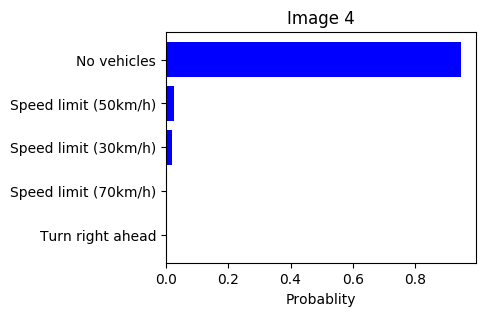 Image 4
No vehicles
Speed limit (50km/h)
Speed limit (30km/h)
Speed limit (70km/h)
Turn right ahead
0.0 0.2 0.4 0.6 0.8
Probablity